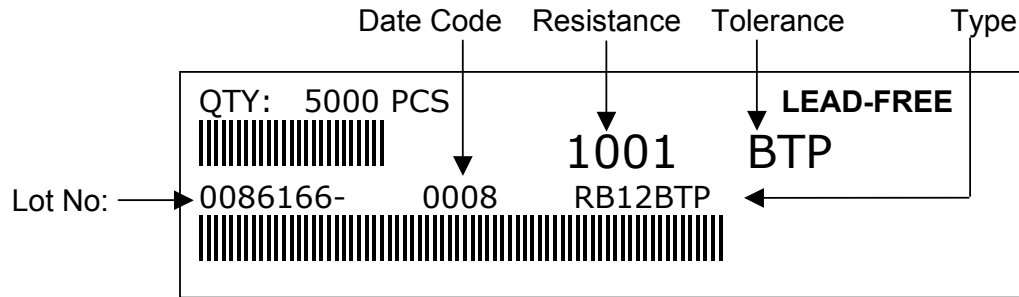 Date Code Resistance Tolerance Type
QTY: 5000 PCS LEAD-FREE
1001 BTP
Lot No: 0086166- 0008 RB12BTP